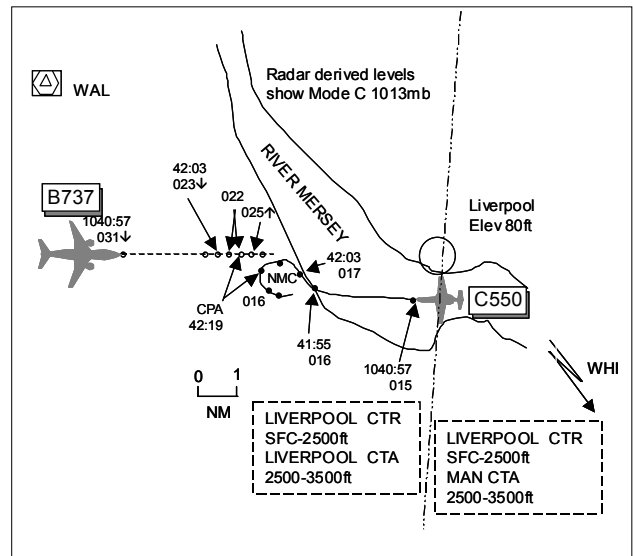 WAL
Radar derived levels
show Mode C 1013mb
RIVER MERSEY
B737
1040:57
031↓
42:03
023↓
022
025↑
Liverpool
Elev 80ft
NMC
42:03
017
CPA
42:19
016
41:55
016
1040:57
015
C550
WHI
0 1
NM
LIVERPOOL CTR
SFC-2500ft
LIVERPOOL CTA
2500-3500ft
LIVERPOOL CTR
SFC-2500ft
MAN CTA
2500-3500ft